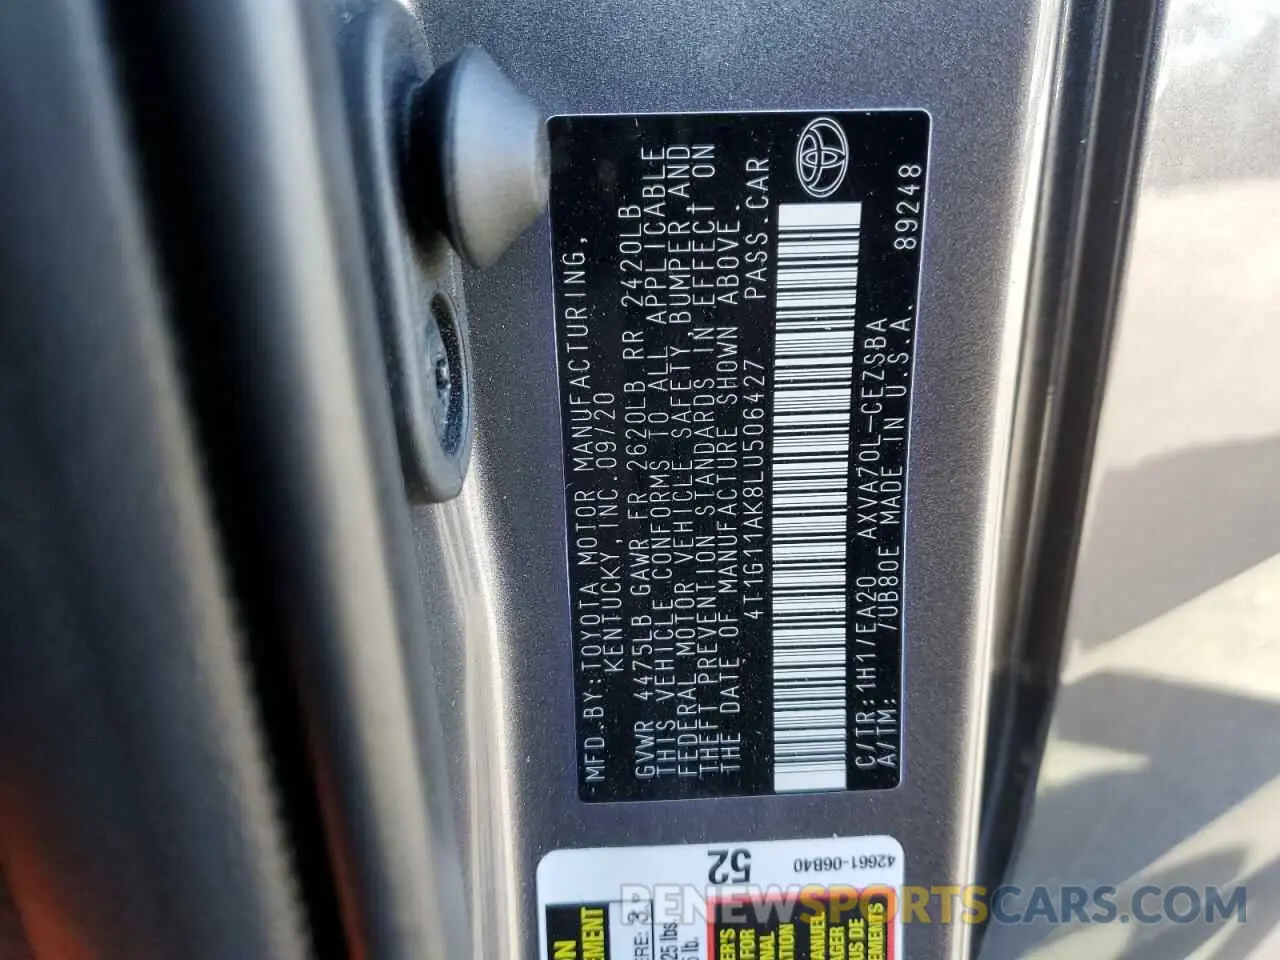 MFD. BY: TOYOTA MOTOR MANUFACTURING,
KENTUCKY, INC. 09/20
GVWR 4475LB GAWR FR 2620LB RR 2420LB
THIS VEHICLE CONFORMS TO ALL APPLICABLE
FEDERAL MOTOR VEHICLE SAFETY, BUMPER AND
THEFT PREVENTION STANDARDS IN EFFECT ON
THE DATE OF MANUFACTURE SHOWN ABOVE.
4T1G11AK8LU506427 PASS.CAR
C/TR: 1H1/EA20 AXVA70L-CEZSBA
A/TM: /UB80E MADE IN U.S.A. 89248
52
42661-06B40
RENEWSPORTSCARS.COM